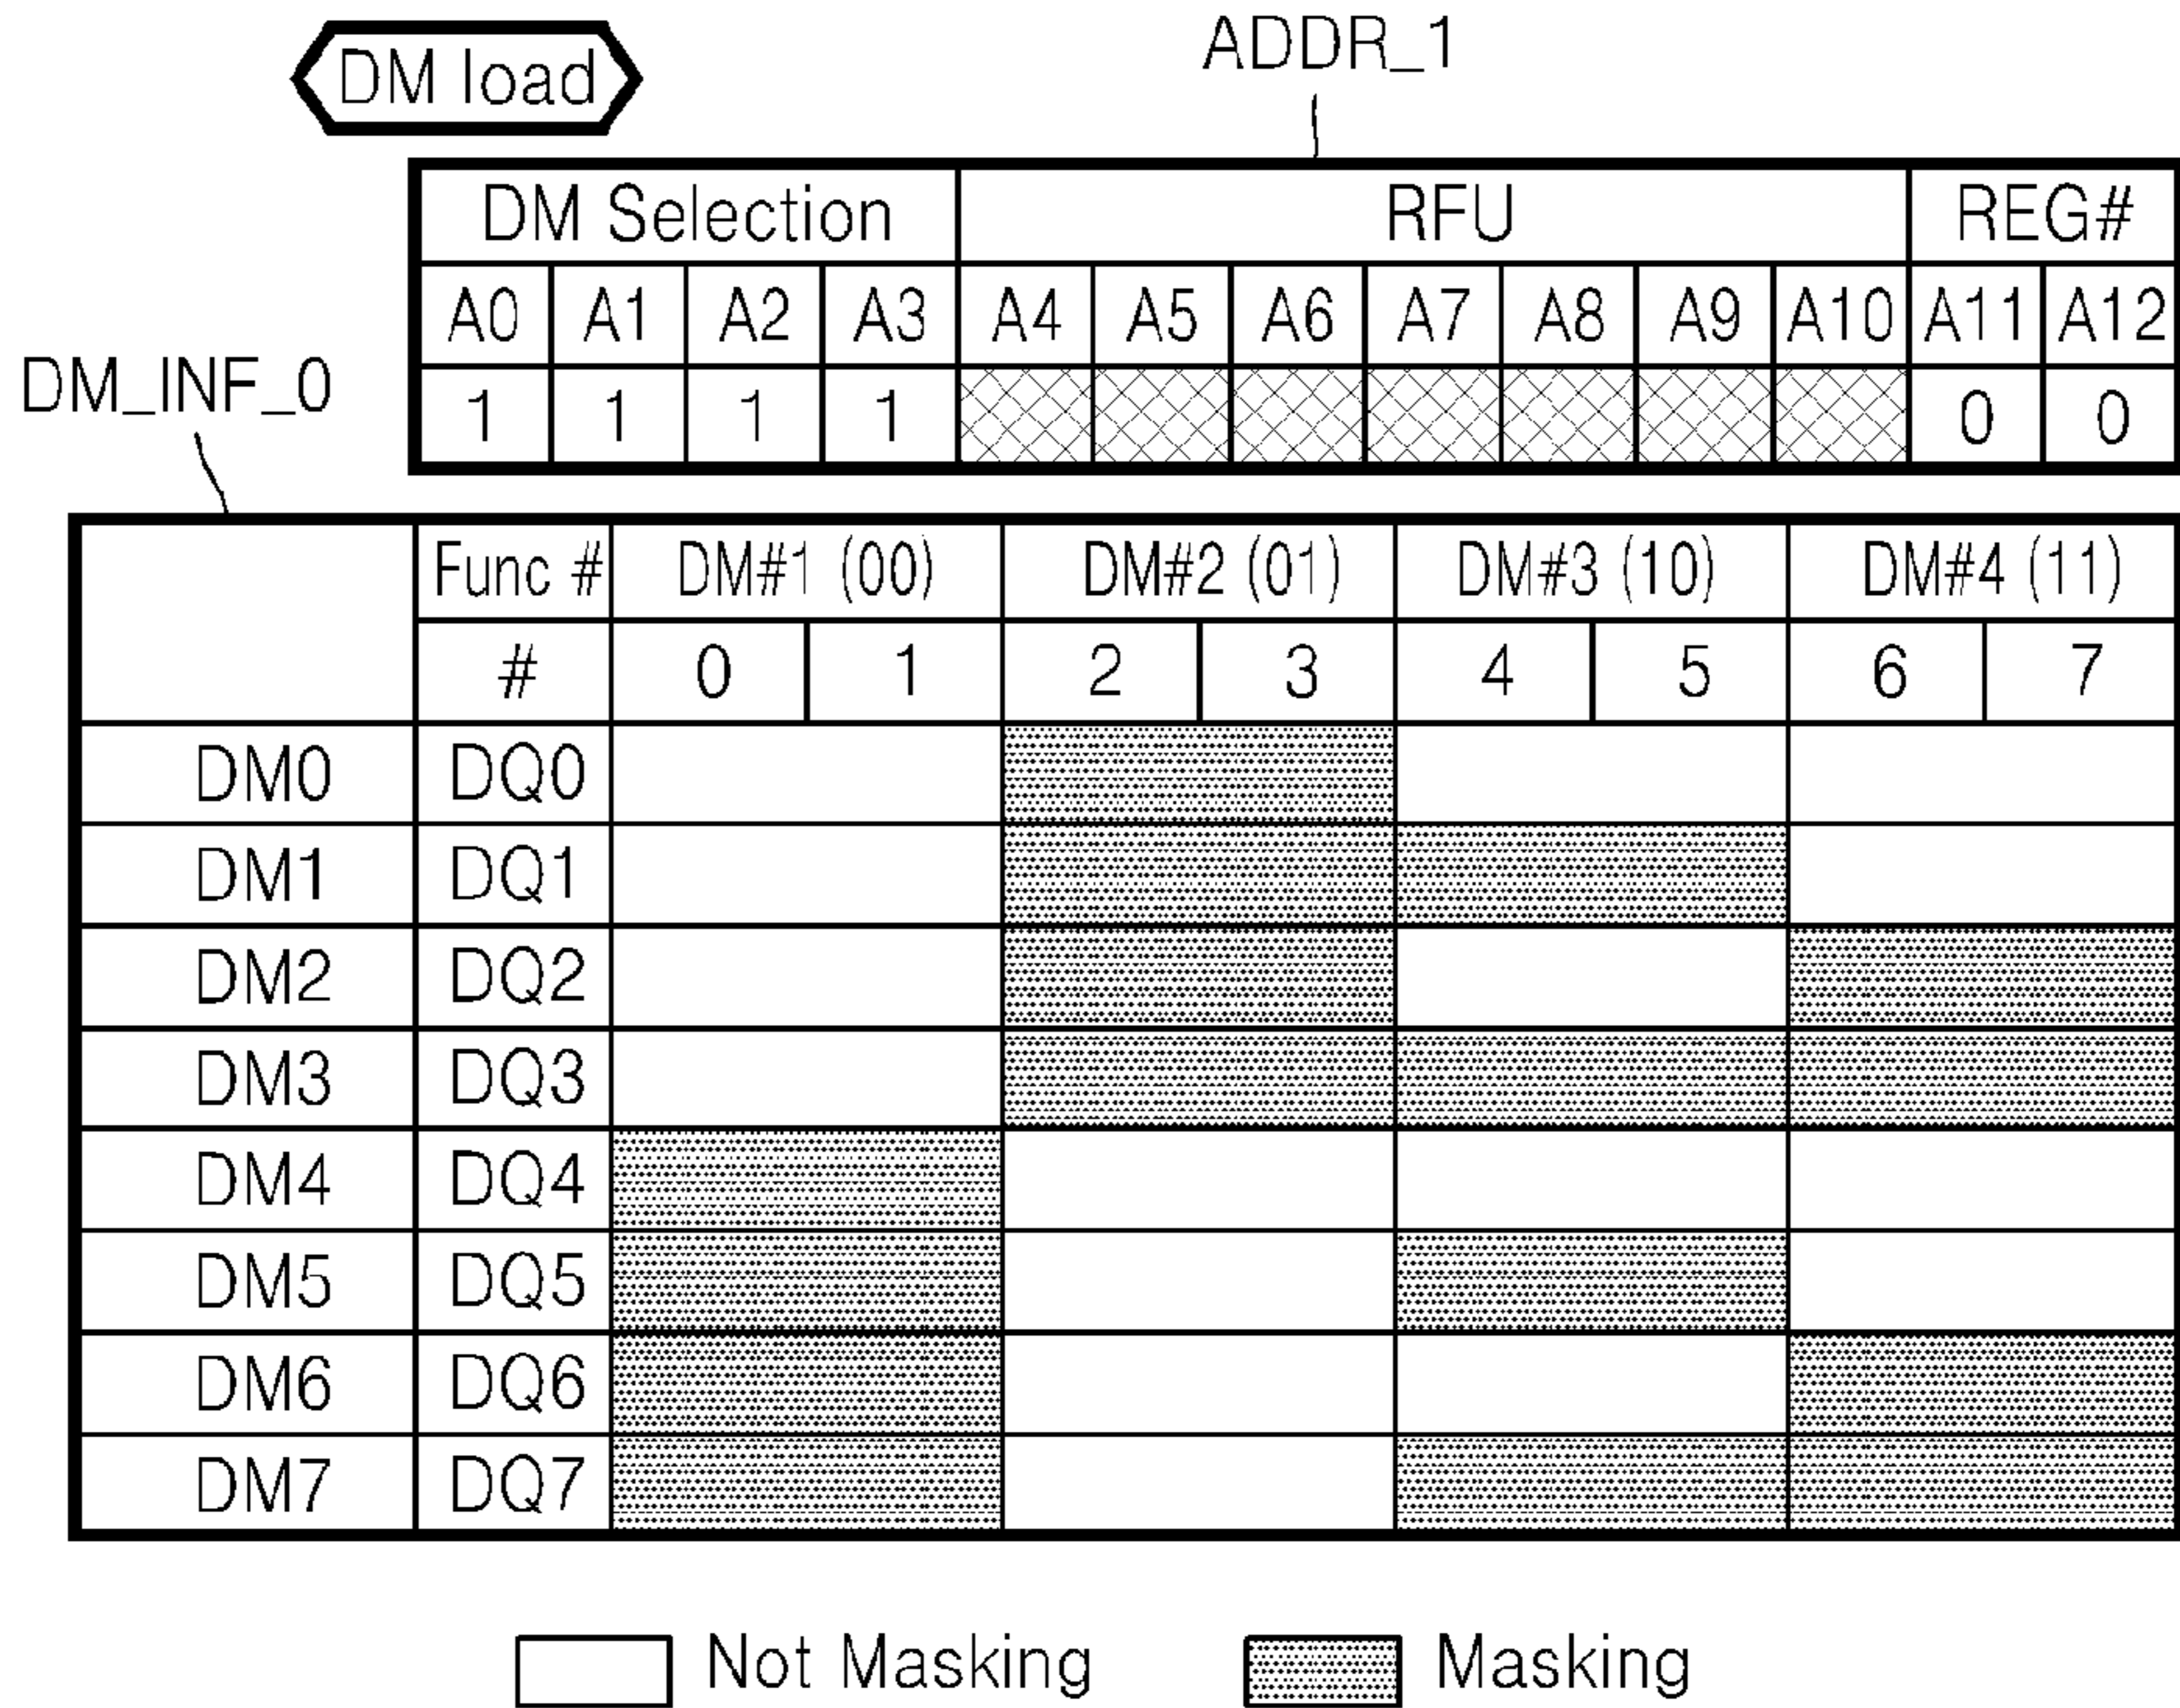 DM load
ADDR_1
DM Selection RFU REG#
A0 A1 A2 A3 A4 A5 A6 A7 A8 A9 A10 A11 A12
1 1 1 1 0 0
DM_INF_0
Func # DM#1 (00) DM#2 (01) DM#3 (10) DM#4 (11)
# 0 1 2 3 4 5 6 7
DM0 DQ0
DM1 DQ1
DM2 DQ2
DM3 DQ3
DM4 DQ4
DM5 DQ5
DM6 DQ6
DM7 DQ7
Not Masking Masking